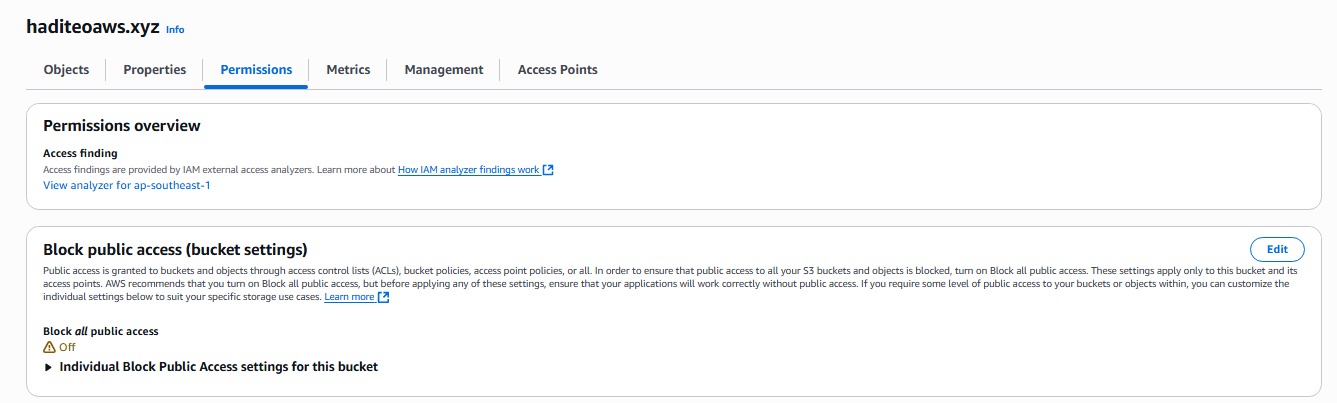 haditeoaws.xyz Info
Objects Properties Permissions Metrics Management Access Points
Permissions overview
Access finding
Access findings are provided by IAM external access analyzers. Learn more about How IAM analyzer findings work
View analyzer for ap-southeast-1
Block public access (bucket settings) Edit
Public access is granted to buckets and objects through access control lists (ACLs), bucket policies, access point policies, or all. In order to ensure that public access to all your S3 buckets and objects is blocked, turn on Block all public access. These settings apply only to this bucket and its
access points. AWS recommends that you turn on Block all public access, but before applying any of these settings, ensure that your applications will work correctly without public access. If you require some level of public access to your buckets or objects within, you can customize the
individual settings below to suit your specific storage use cases. Learn more
Block all public access
Off
Individual Block Public Access settings for this bucket